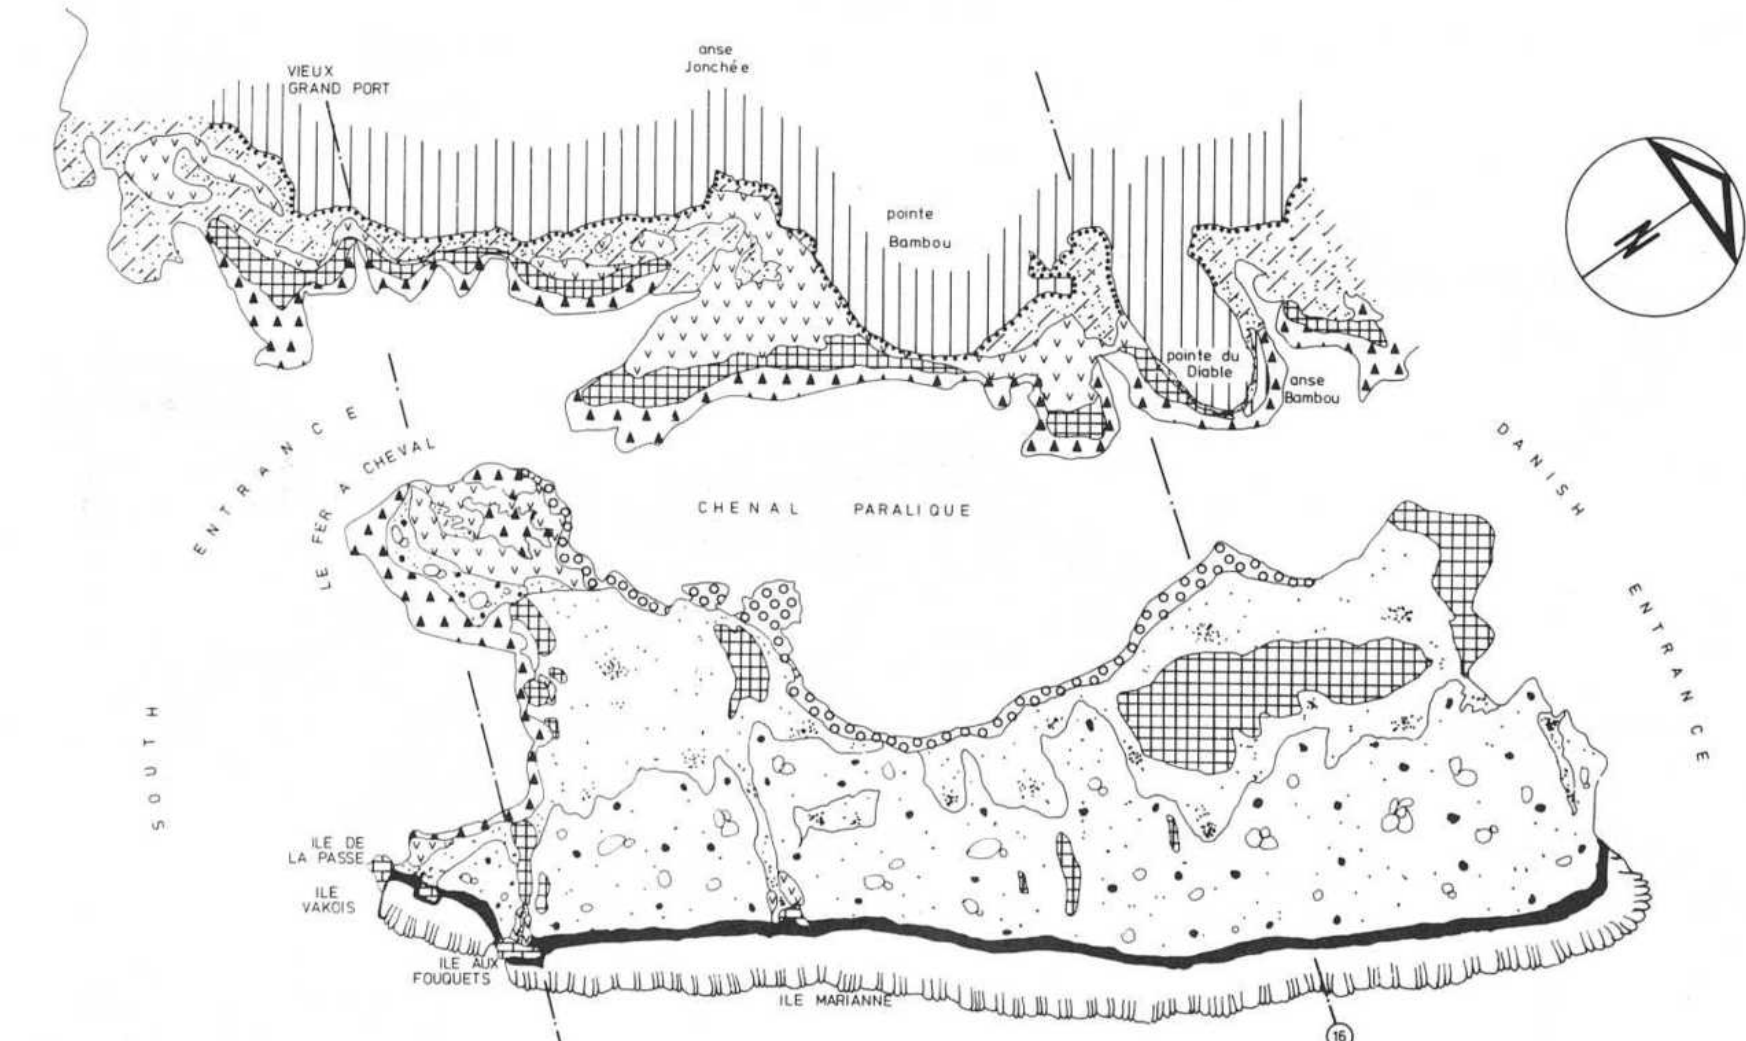 anse
Jonchée
VIEUX
GRAND PORT
pointe
Bambou
N
pointe du
Diable
anse
Bambou
SOUTH ENTRANCE
LE FER A CHEVAL
CHENAL PARALIQUE
DANISH ENTRANCE
ILE DE
LA PASSE
ILE
VAKOIS
ILE AUX
FOUQUETS
ILE MARIANNE
16